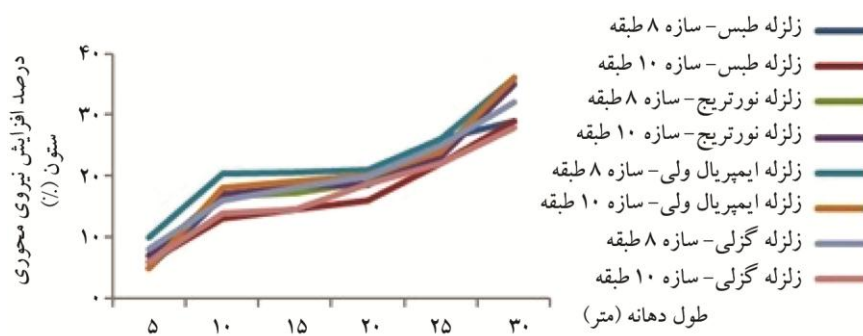 درصد افزایش نیروی محوری
ستون (٪)
۴۰
۳۰
۲۰
۱۰
۰
۵ ۱۰ ۱۵ ۲۰ ۲۵ ۳۰
طول دهانه (متر)
زلزله طبس- سازه ۸ طبقه
زلزله طبس- سازه ۱۰ طبقه
زلزله نورتریج- سازه ۸ طبقه
زلزله نورتریج- سازه ۱۰ طبقه
زلزله ایمپریال ولی- سازه ۸ طبقه
زلزله ایمپریال ولی- سازه ۱۰ طبقه
زلزله گزلی- سازه ۸ طبقه
زلزله گزلی- سازه ۱۰ طبقه